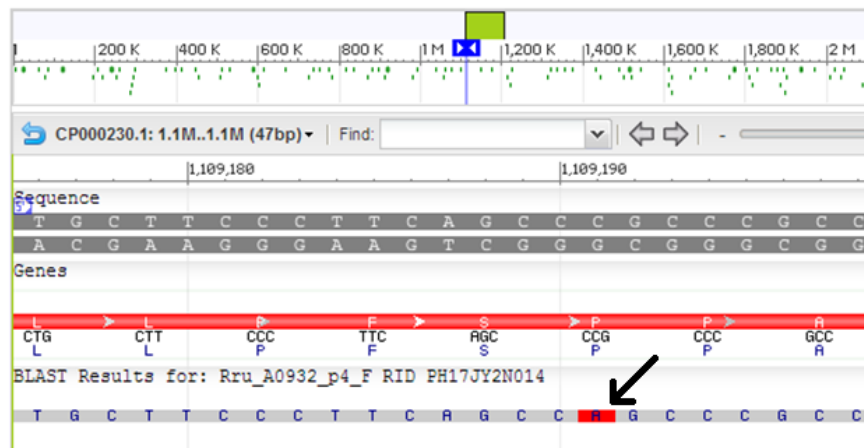 1 |200 K |400 K |600 K |800 K |1 M |1,200 K |1,400 K |1,600 K |1,800 K |2 M
CP000230.1: 1.1M..1.1M (47bp) Find: -
|1,109,180 |1,109,190
Sequence
5'
T G C T T C C C T T C A G C C C G C C C G C C
A C G A A G G G A A G T C G G G C G G G C G G
Genes
L L P F S P P A
CTG CTT CCC TTC AGC CCG CCC GCC
L L P F S P P A
BLAST Results for: Rru_A0932_p4_F RID PH17JY2N014
T G C T T C C C T T C A G C C A G C C C G C C